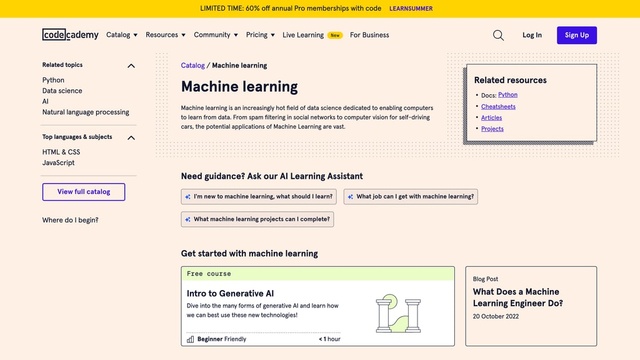 LIMITED TIME: 60% off annual Pro memberships with code LEARNSUMMER
codecademy Catalog Resources Community Pricing Live Learning New For Business Log In Sign Up
Related topics
Python
Data science
AI
Natural language processing
Top languages & subjects
HTML & CSS
JavaScript
View full catalog
Where do I begin?
Catalog / Machine learning
Machine learning
Machine learning is an increasingly hot field of data science dedicated to enabling computers
to learn from data. From spam filtering in social networks to computer vision for self-driving
cars, the potential applications of Machine Learning are vast.
Related resources
• Docs: Python
• Cheatsheets
• Articles
• Projects
Need guidance? Ask our AI Learning Assistant
I'm new to machine learning, what should I learn?
What job can I get with machine learning?
What machine learning projects can I complete?
Get started with machine learning
Free course
Intro to Generative AI
Dive into the many forms of generative AI and learn how
we can best use these new technologies!
Beginner Friendly < 1 hour
Blog Post
What Does a Machine
Learning Engineer Do?
20 October 2022